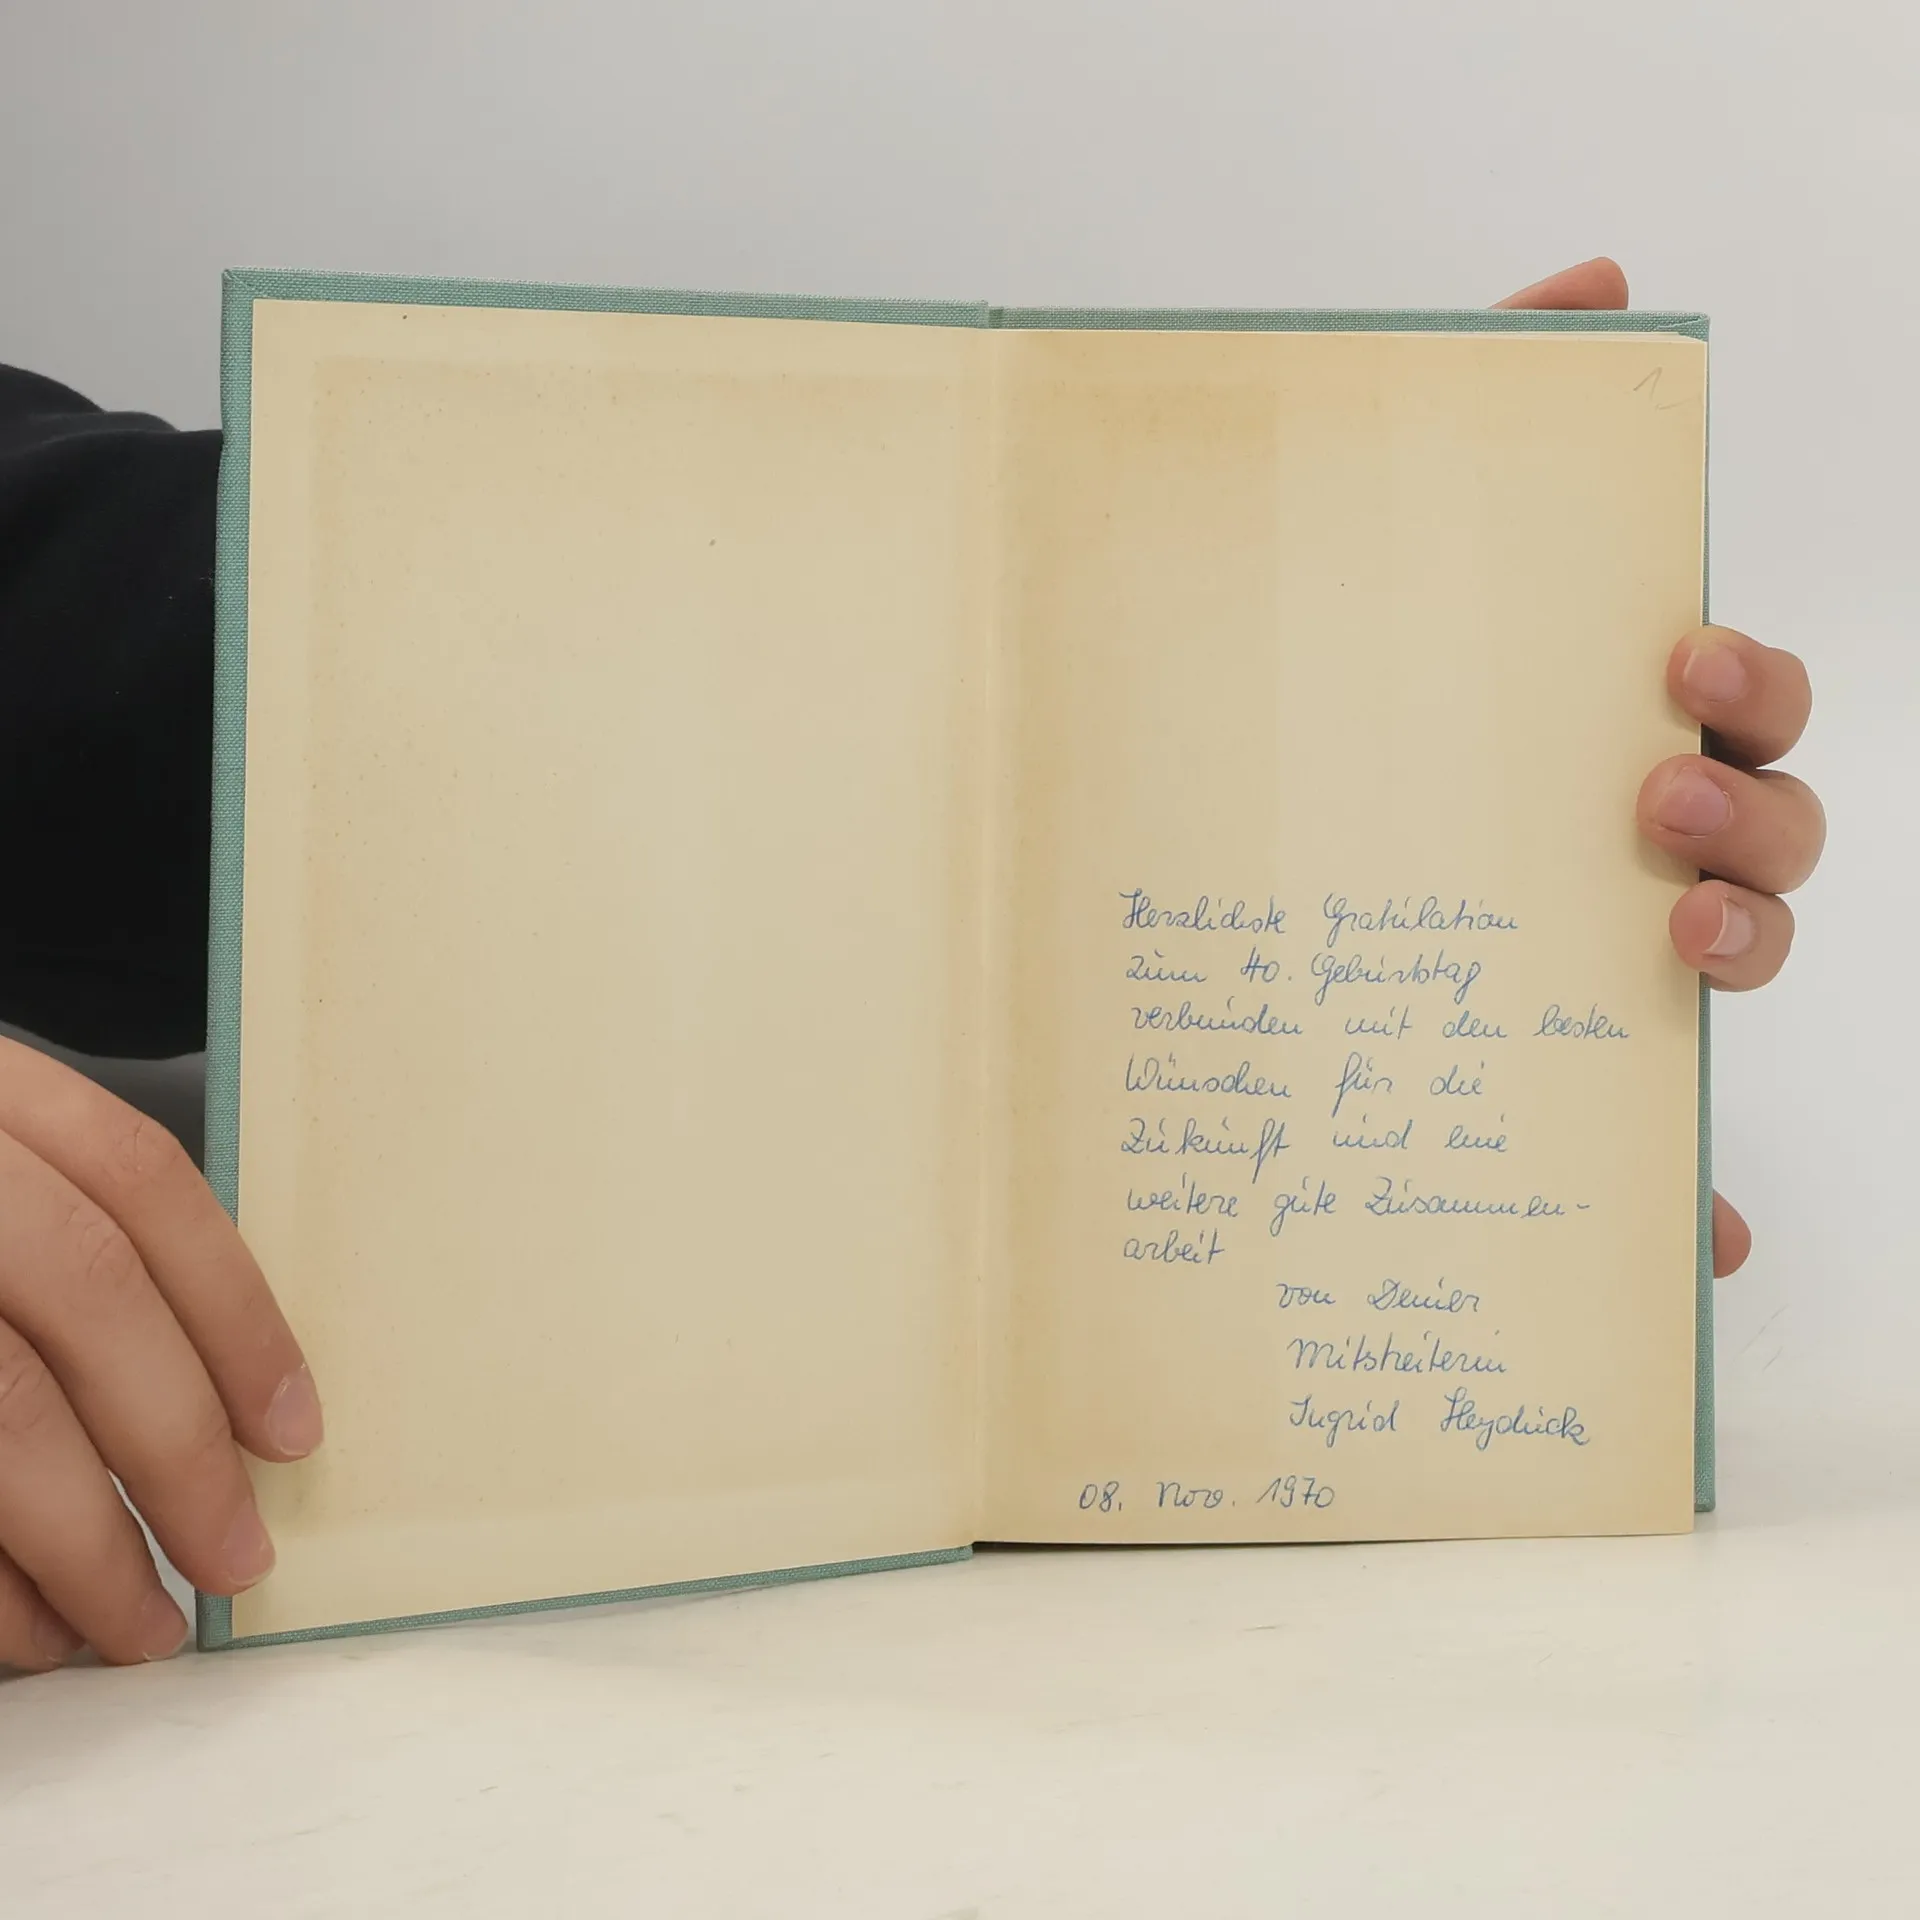 1
Herzlichste Gratulation
zum 40. Geburtstag
verbunden mit den besten
Wünschen für die
Zukunft und eine
weitere gute Zusammen-
arbeit
von Deiner
Mitstreiterin
Ingrid Heyduck
08. Nov. 1970